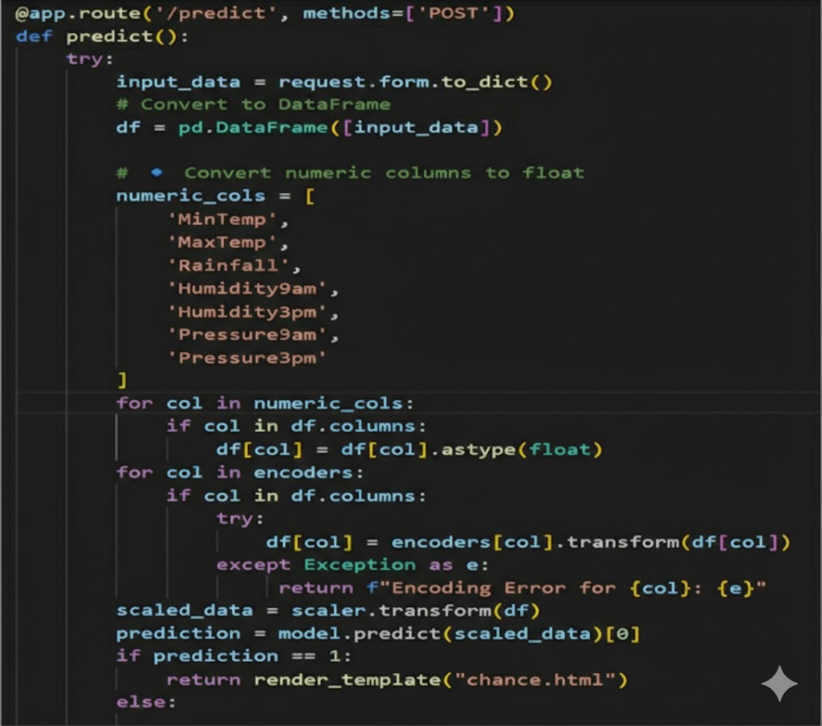 @app.route('/predict', methods=['POST'])
def predict():
    try:
        input_data = request.form.to_dict()
        # Convert to DataFrame
        df = pd.DataFrame([input_data])
        # 🔹 Convert numeric columns to float
        numeric_cols = [
            'MinTemp',
            'MaxTemp',
            'Rainfall',
            'Humidity9am',
            'Humidity3pm',
            'Pressure9am',
            'Pressure3pm'
        ]
        for col in numeric_cols:
            if col in df.columns:
                df[col] = df[col].astype(float)
        for col in encoders:
            if col in df.columns:
                try:
                    df[col] = encoders[col].transform(df[col])
                except Exception as e:
                    return f"Encoding Error for {col}: {e}"
        scaled_data = scaler.transform(df)
        prediction = model.predict(scaled_data)[0]
        if prediction == 1:
            return render_template("chance.html")
        else: